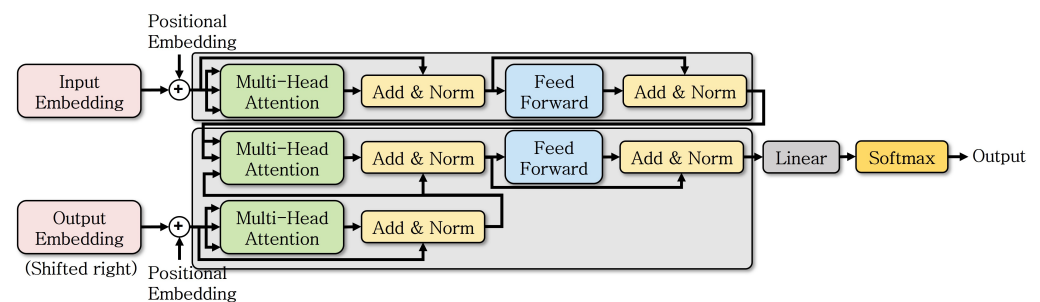 Positional
Embedding
Input
Embedding
+
Multi-Head
Attention
Add & Norm
Feed
Forward
Add & Norm
Multi-Head
Attention
Add & Norm
Feed
Forward
Add & Norm
Linear
Softmax
Output
Output
Embedding
(Shifted right)
+
Multi-Head
Attention
Add & Norm
Positional
Embedding